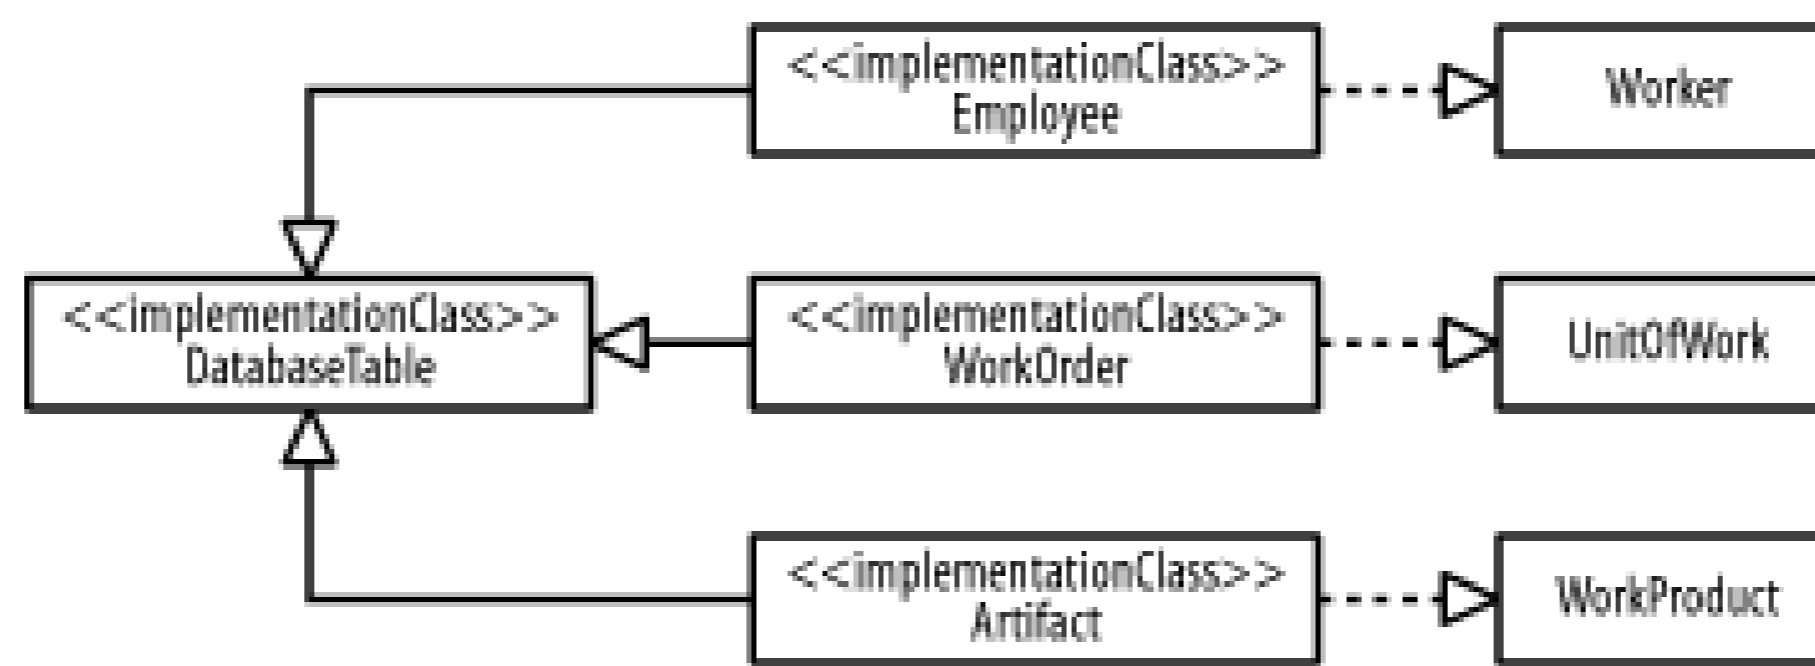 <<implementationClass>>
Employee
Worker
<<implementationClass>>
DatabaseTable
<<implementationClass>>
WorkOrder
UnitOfWork
<<implementationClass>>
Artifact
WorkProduct